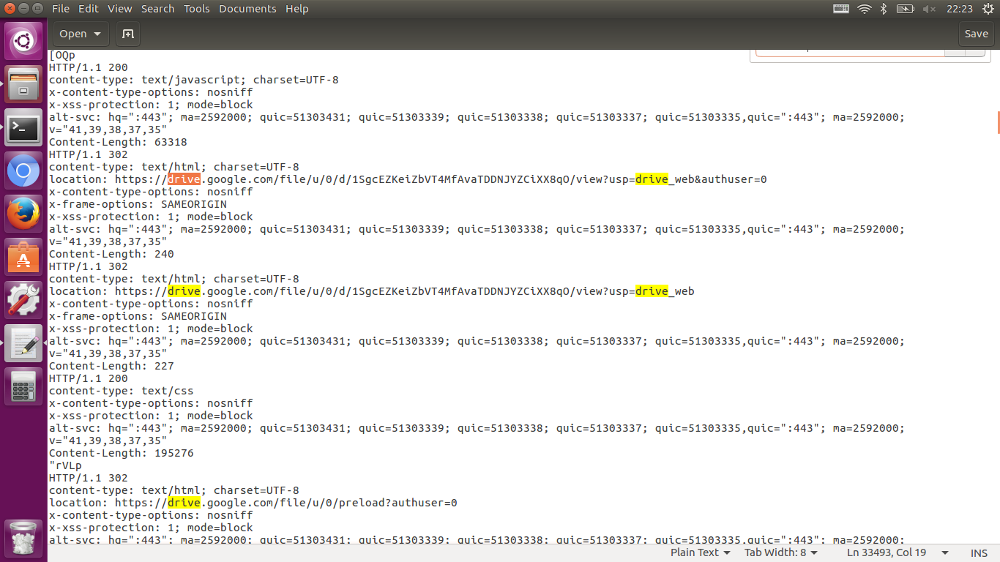 File Edit View Search Tools Documents Help 22:23
Open Save
[OQp
HTTP/1.1 200
content-type: text/javascript; charset=UTF-8
x-content-type-options: nosniff
x-xss-protection: 1; mode=block
alt-svc: hq=":443"; ma=2592000; quic=51303431; quic=51303339; quic=51303338; quic=51303337; quic=51303335,quic=":443"; ma=2592000;
v="41,39,38,37,35"
Content-Length: 63318
HTTP/1.1 302
content-type: text/html; charset=UTF-8
location: https://drive.google.com/file/u/0/d/1SgcEZKeiZbVT4MfAvaTDDNJYZCiXX8qO/view?usp=drive_web&authuser=0
x-content-type-options: nosniff
x-frame-options: SAMEORIGIN
x-xss-protection: 1; mode=block
alt-svc: hq=":443"; ma=2592000; quic=51303431; quic=51303339; quic=51303338; quic=51303337; quic=51303335,quic=":443"; ma=2592000;
v="41,39,38,37,35"
Content-Length: 240
HTTP/1.1 302
content-type: text/html; charset=UTF-8
location: https://drive.google.com/file/u/0/d/1SgcEZKeiZbVT4MfAvaTDDNJYZCiXX8qO/view?usp=drive_web
x-content-type-options: nosniff
x-frame-options: SAMEORIGIN
x-xss-protection: 1; mode=block
alt-svc: hq=":443"; ma=2592000; quic=51303431; quic=51303339; quic=51303338; quic=51303337; quic=51303335,quic=":443"; ma=2592000;
v="41,39,38,37,35"
Content-Length: 227
HTTP/1.1 200
content-type: text/css
x-content-type-options: nosniff
x-xss-protection: 1; mode=block
alt-svc: hq=":443"; ma=2592000; quic=51303431; quic=51303339; quic=51303338; quic=51303337; quic=51303335,quic=":443"; ma=2592000;
v="41,39,38,37,35"
Content-Length: 195276
"rVLp
HTTP/1.1 302
content-type: text/html; charset=UTF-8
location: https://drive.google.com/file/u/0/preload?authuser=0
x-content-type-options: nosniff
x-xss-protection: 1; mode=block
alt-svc: hq=":443"; ma=2592000; quic=51303431; quic=51303339; quic=51303338; quic=51303337; quic=51303335,quic=":443"; ma=2592000;
Plain Text Tab Width: 8 Ln 33493, Col 19 INS